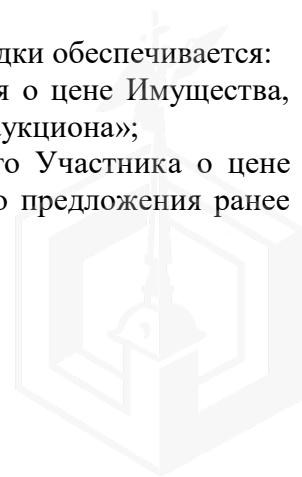 дки обеспечивается:
я о цене Имущества,
укциона»;
го Участника о цене
о предложения ранее